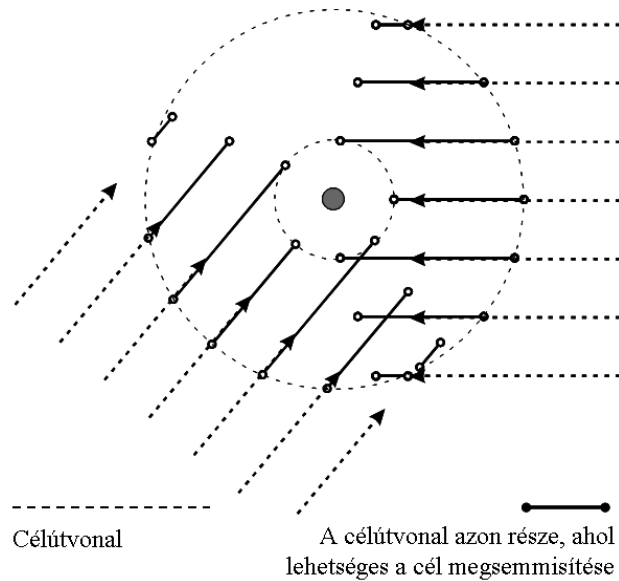 Célútvonal
A célútvonal azon része, ahol
lehetséges a cél megsemmisítése